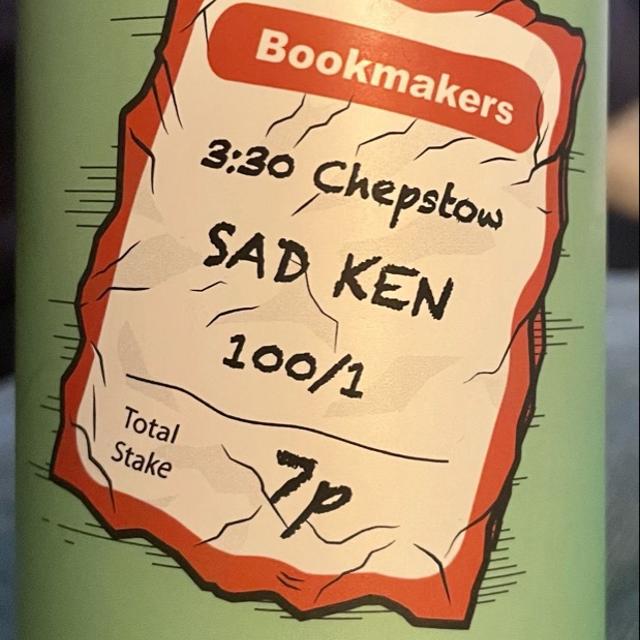 Bookmakers
3:30 Chepstow
SAD KEN
100/1
Total
Stake
7p